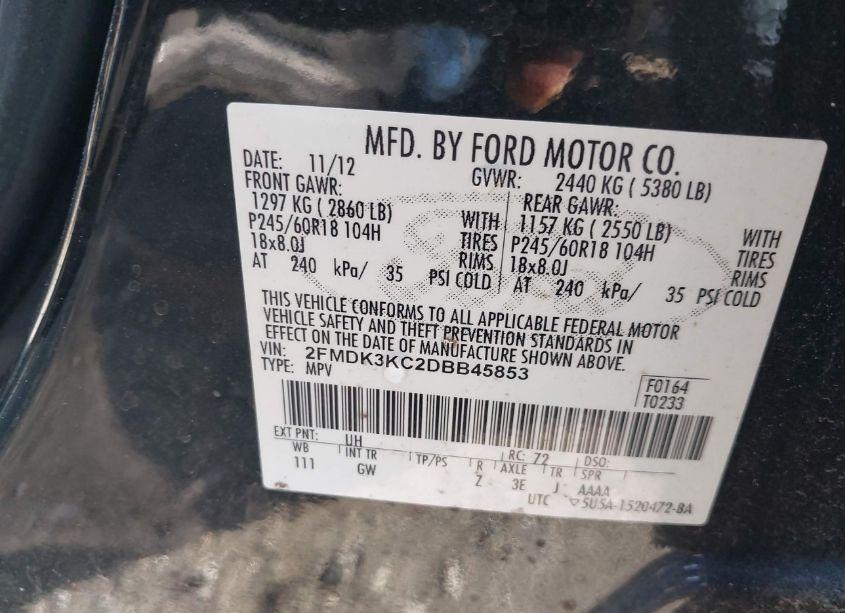 MFD. BY FORD MOTOR CO.
DATE: 11/12 GVWR: 2440 KG ( 5380 LB)
FRONT GAWR: REAR GAWR:
1297 KG ( 2860 LB) WITH 1157 KG ( 2550 LB) WITH
P245/60R18 104H TIRES P245/60R18 104H TIRES
18x8.0J RIMS 18x8.0J RIMS
AT 240 kPa/ 35 PSI COLD AT 240 kPa/ 35 PSI COLD
THIS VEHICLE CONFORMS TO ALL APPLICABLE FEDERAL MOTOR
VEHICLE SAFETY AND THEFT PREVENTION STANDARDS IN
EFFECT ON THE DATE OF MANUFACTURE SHOWN ABOVE.
VIN: 2FMDK3KC2DBB45853
TYPE: MPV
F0164
T0233
EXT PNT: UH RC: 72 DSO:
WB INT TR TP/PS R AXLE TR SPR
111 GW Z 3E J AAAA
UTC ▽5U5A-1520472-BA